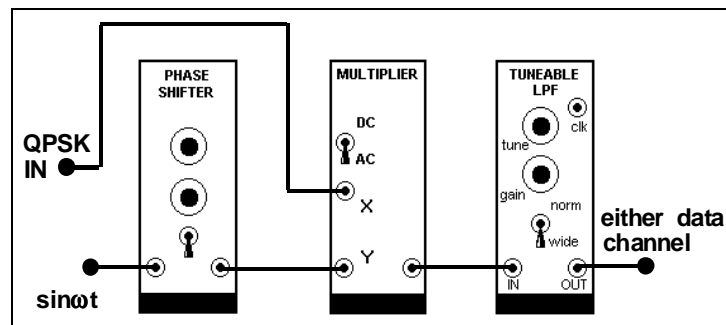 PHASE
SHIFTER
MULTIPLIER
TUNEABLE
LPF
DC
AC
clk
tune
QPSK
IN
X
gain
norm
wide
either data
channel
Y
sinωt
IN
OUT